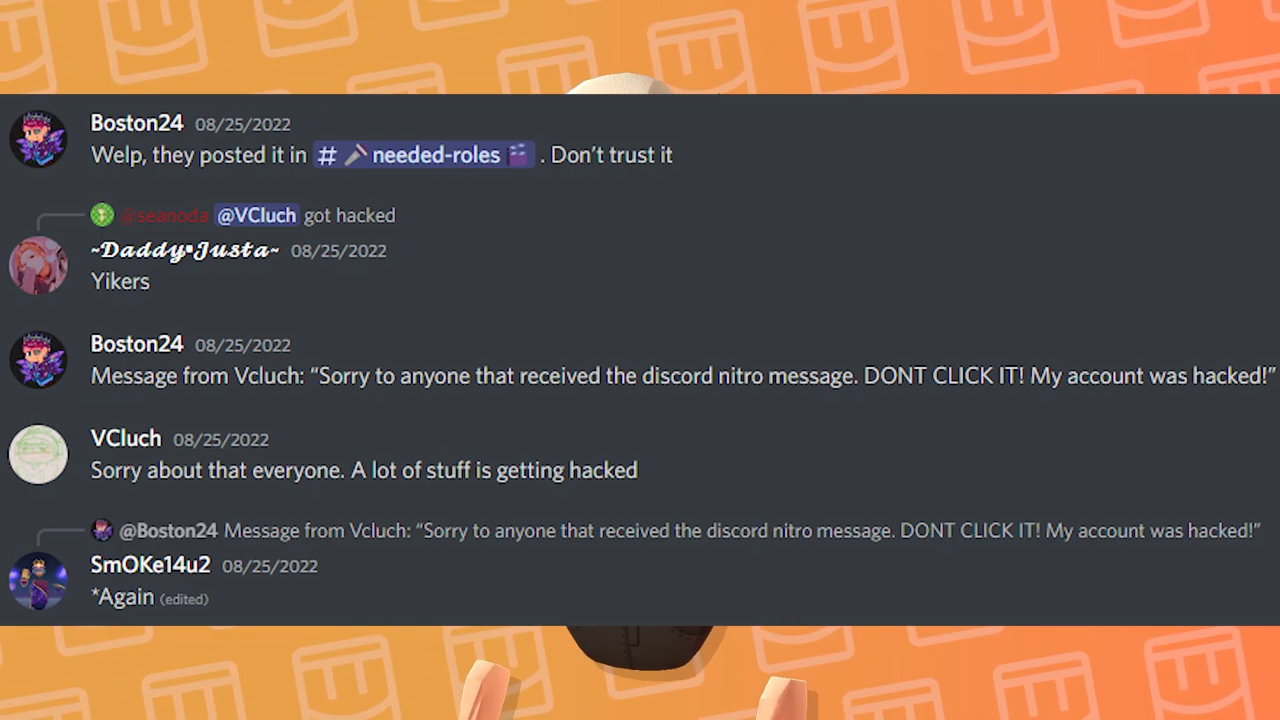 Boston24 08/25/2022
Welp, they posted it in # needed-roles . Don't trust it
@seanoda @VCluch got hacked
~𝓓𝓪𝓭𝓭𝔂•𝓙𝓾𝓼𝓽𝓪~ 08/25/2022
Yikers
Boston24 08/25/2022
Message from Vcluch: “Sorry to anyone that received the discord nitro message. DONT CLICK IT! My account was hacked!”
VCluch 08/25/2022
Sorry about that everyone. A lot of stuff is getting hacked
@Boston24 Message from Vcluch: “Sorry to anyone that received the discord nitro message. DONT CLICK IT! My account was hacked!”
SmOKe14u2 08/25/2022
*Again (edited)